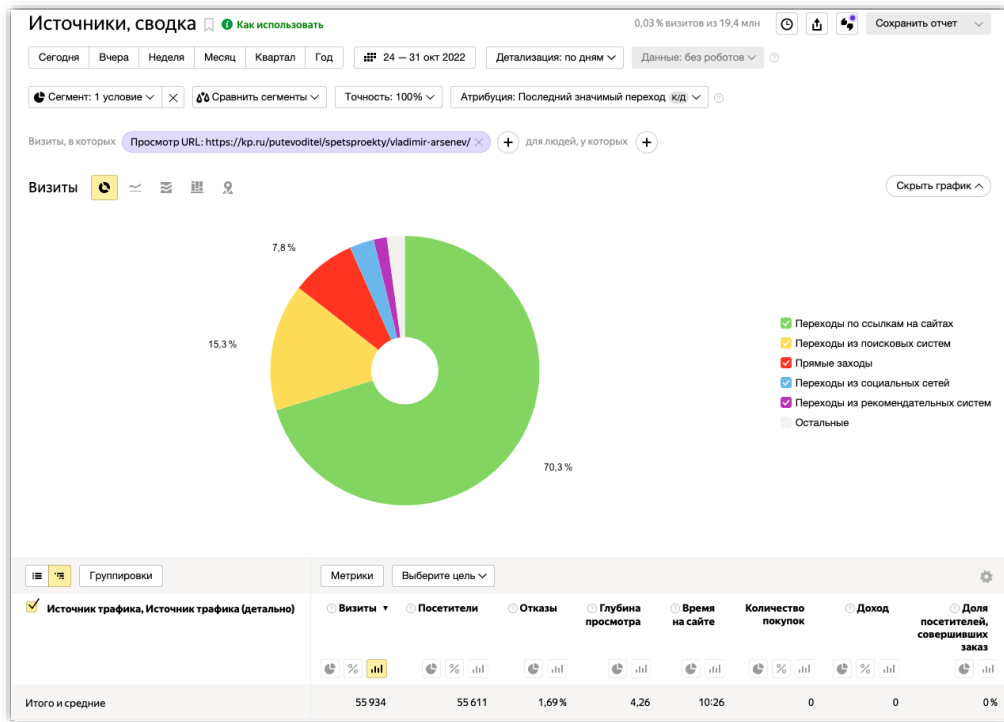 Источники, сводка Как использовать 0,03 % визитов из 19,4 млн Сохранить отчет
Сегодня Вчера Неделя Месяц Квартал Год 24 — 31 окт 2022 Детализация: по дням Данные: без роботов
Сегмент: 1 условие Сравнить сегменты Точность: 100% Атрибуция: Последний значимый переход к/д
Визиты, в которых Просмотр URL: https://kp.ru/putevoditel/spetsproekty/vladimir-arsenev/ для людей, у которых
Визиты Скрыть график
7,8 %
15,3 %
70,3 %
Переходы по ссылкам на сайтах
Переходы из поисковых систем
Прямые заходы
Переходы из социальных сетей
Переходы из рекомендательных систем
Остальные
Группировки Метрики Выберите цель
Источник трафика, Источник трафика (детально) Визиты Посетители Отказы Глубина просмотра Время на сайте Количество покупок Доход Доля посетителей, совершивших заказ
Итого и средние 55 934 55 611 1,69 % 4,26 10:26 0 0 0 %